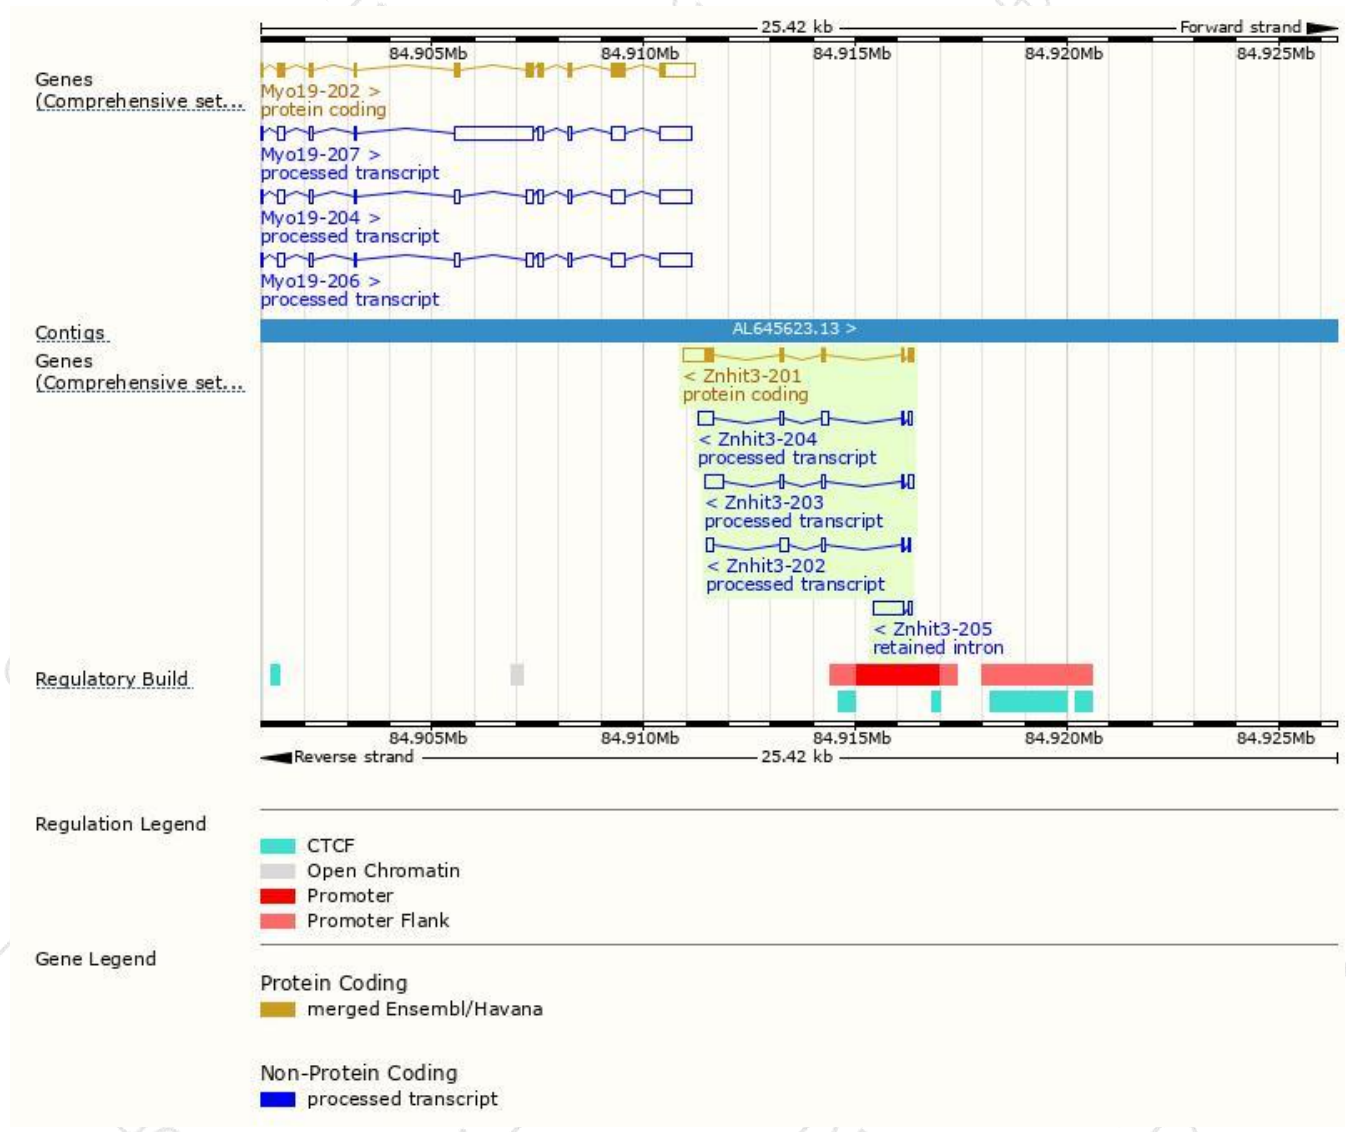 25.42 kb Forward strand
84.905Mb 84.910Mb 84.915Mb 84.920Mb 84.925Mb
Genes
(Comprehensive set...
Myo19-202 >
protein coding
Myo19-207 >
processed transcript
Myo19-204 >
processed transcript
Myo19-206 >
processed transcript
Contigs
AL645623.13 >
Genes
(Comprehensive set...
< Znhit3-201
protein coding
< Znhit3-204
processed transcript
< Znhit3-203
processed transcript
< Znhit3-202
processed transcript
< Znhit3-205
retained intron
Regulatory Build
84.905Mb 84.910Mb 84.915Mb 84.920Mb 84.925Mb
Reverse strand 25.42 kb
Regulation Legend
CTCF
Open Chromatin
Promoter
Promoter Flank
Gene Legend
Protein Coding
merged Ensembl/Havana
Non-Protein Coding
processed transcript